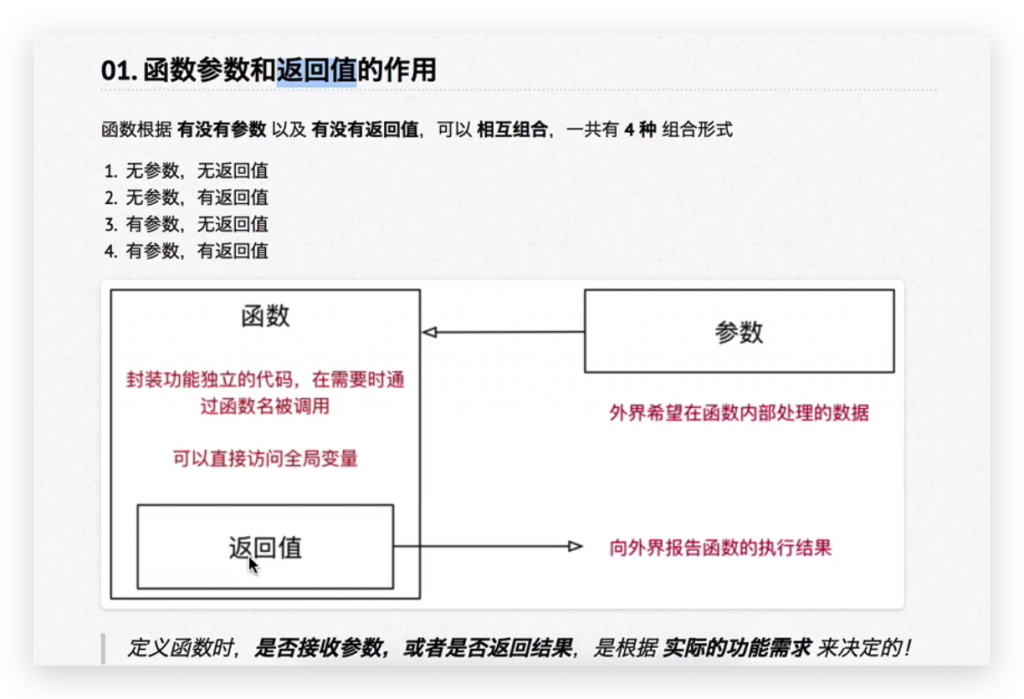 01. 函数参数和返回值的作用
函数根据 有没有参数 以及 有没有返回值，可以 相互组合，一共有 4 种 组合形式
1. 无参数，无返回值
2. 无参数，有返回值
3. 有参数，无返回值
4. 有参数，有返回值
函数
参数
封装功能独立的代码，在需要时通
过函数名被调用
外界希望在函数内部处理的数据
可以直接访问全局变量
返回值
向外界报告函数的执行结果
定义函数时，是否接收参数，或者是否返回结果，是根据 实际的功能需求 来决定的！